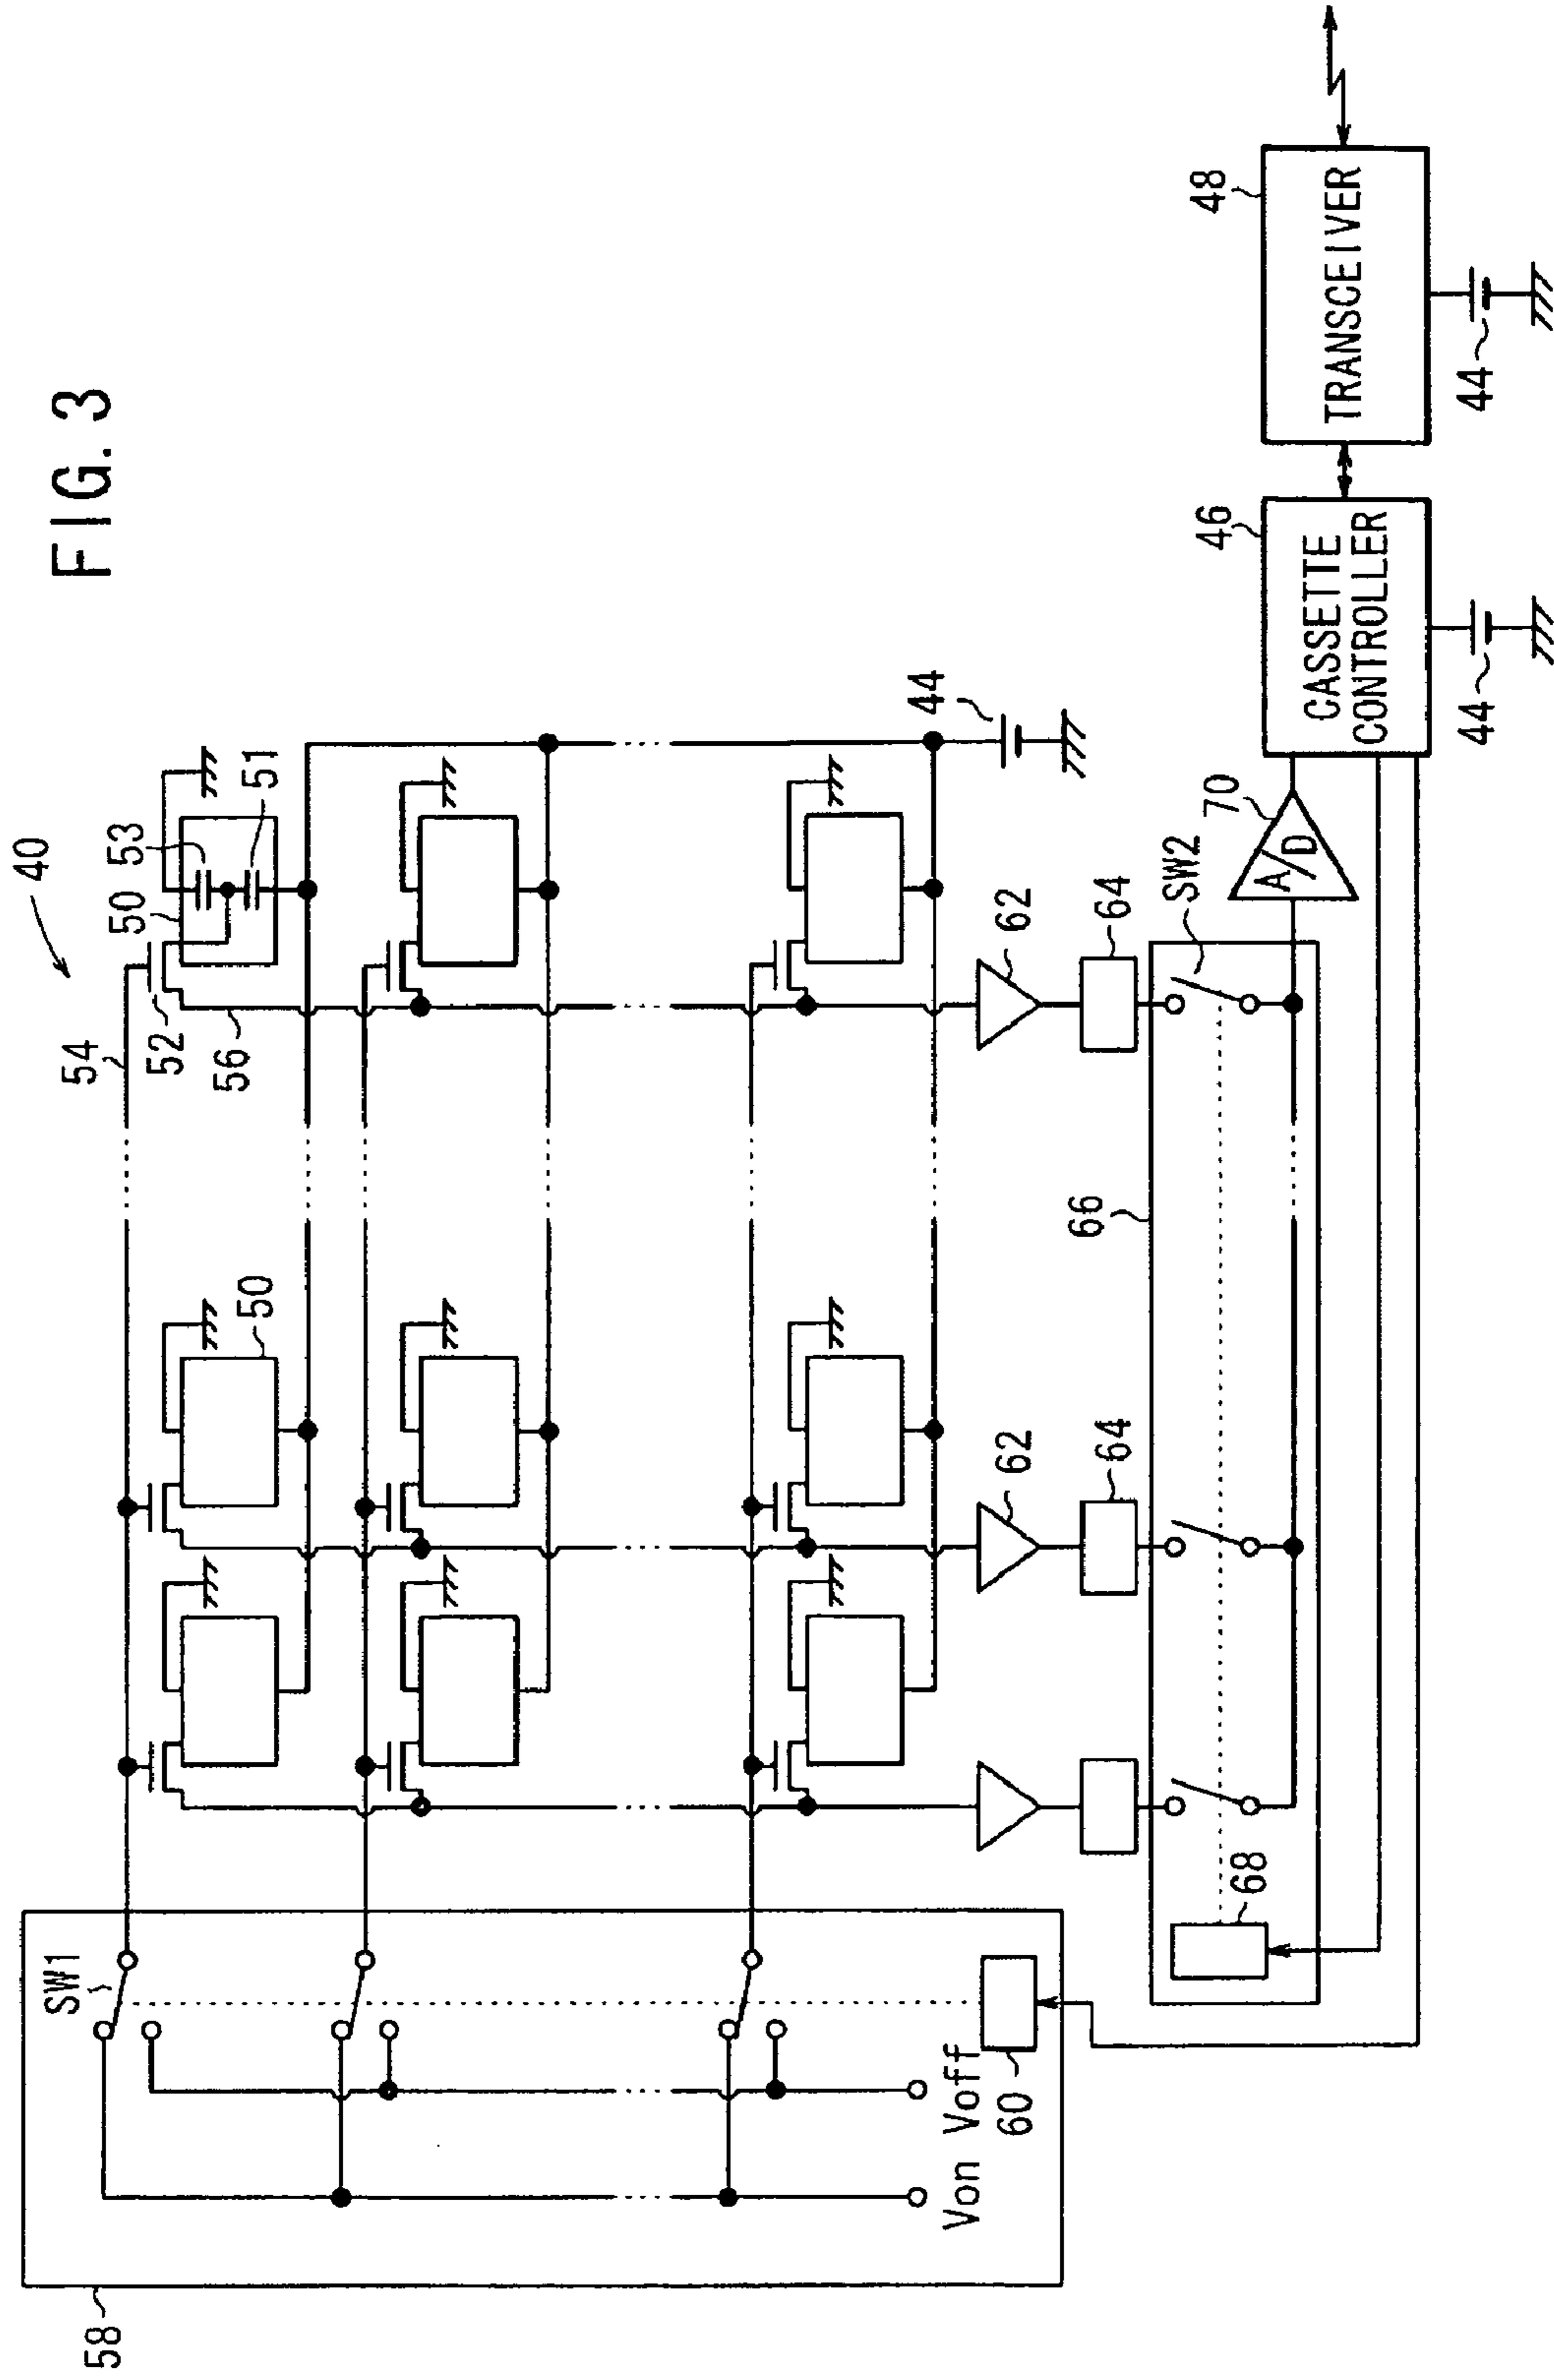 FIG. 3
40
54
52
50
53
51
56
50
44
SW1
58
Von Voff
60
62
62
64
64
66
68
SW2
70
A/D
46
CASSETTE
CONTROLLER
44
48
TRANSCEIVER
44